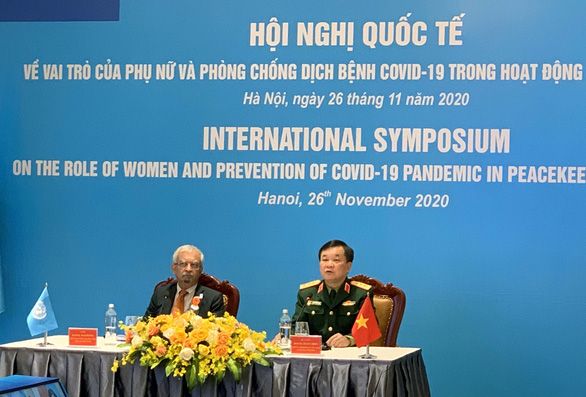 HỘI NGHỊ QUỐC TẾ
VỀ VAI TRÒ CỦA PHỤ NỮ VÀ PHÒNG CHỐNG DỊCH BỆNH COVID-19 TRONG HOẠT ĐỘNG
Hà Nội, ngày 26 tháng 11 năm 2020
INTERNATIONAL SYMPOSIUM
ON THE ROLE OF WOMEN AND PREVENTION OF COVID-19 PANDEMIC IN PEACEKEE
Hanoi, 26th November 2020